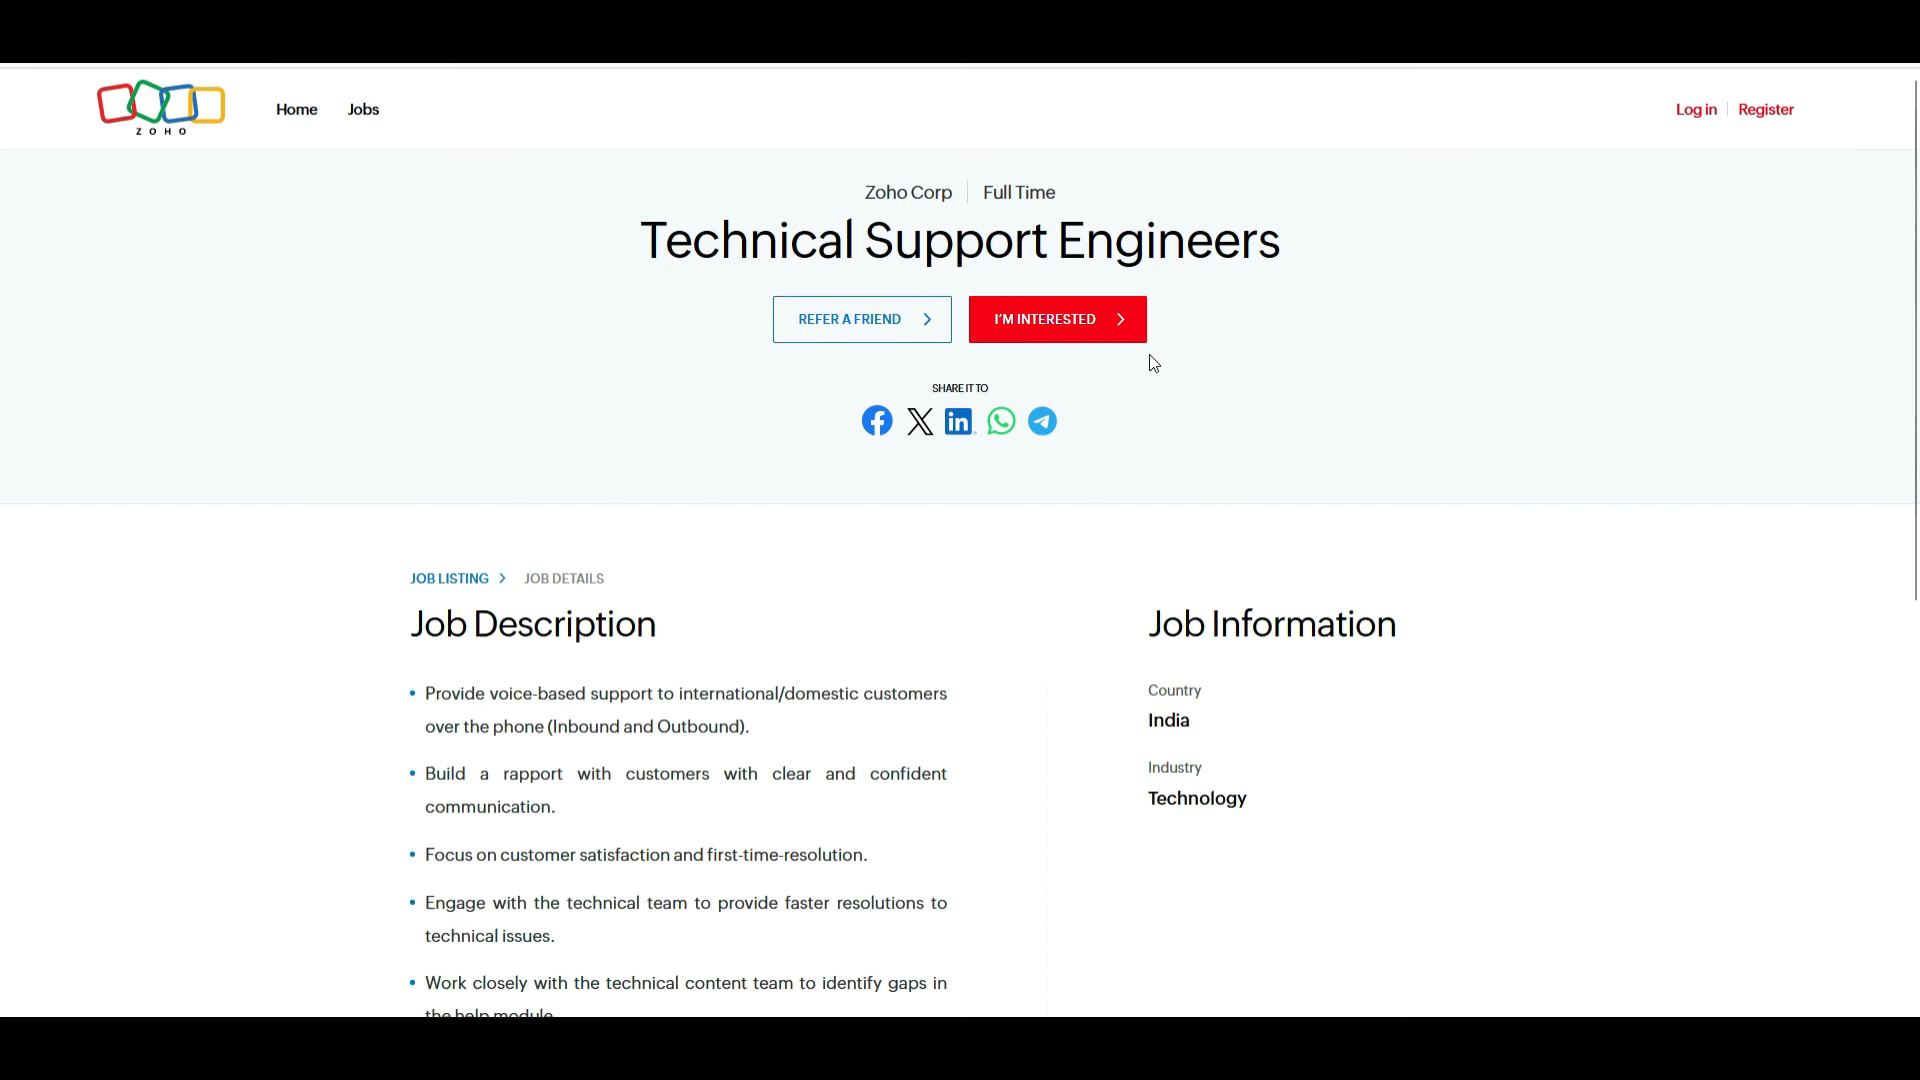 ZOHO
Home
Jobs
Log in
Register
Zoho Corp
Full Time
Technical Support Engineers
REFER A FRIEND
I'M INTERESTED
SHARE IT TO
JOB LISTING
JOB DETAILS
Job Description
Provide voice-based support to international/domestic customers
over the phone (Inbound and Outbound).
Build a rapport with customers with clear and confident
communication.
Focus on customer satisfaction and first-time-resolution.
Engage with the technical team to provide faster resolutions to
technical issues.
Work closely with the technical content team to identify gaps in
the help module
Job Information
Country
India
Industry
Technology